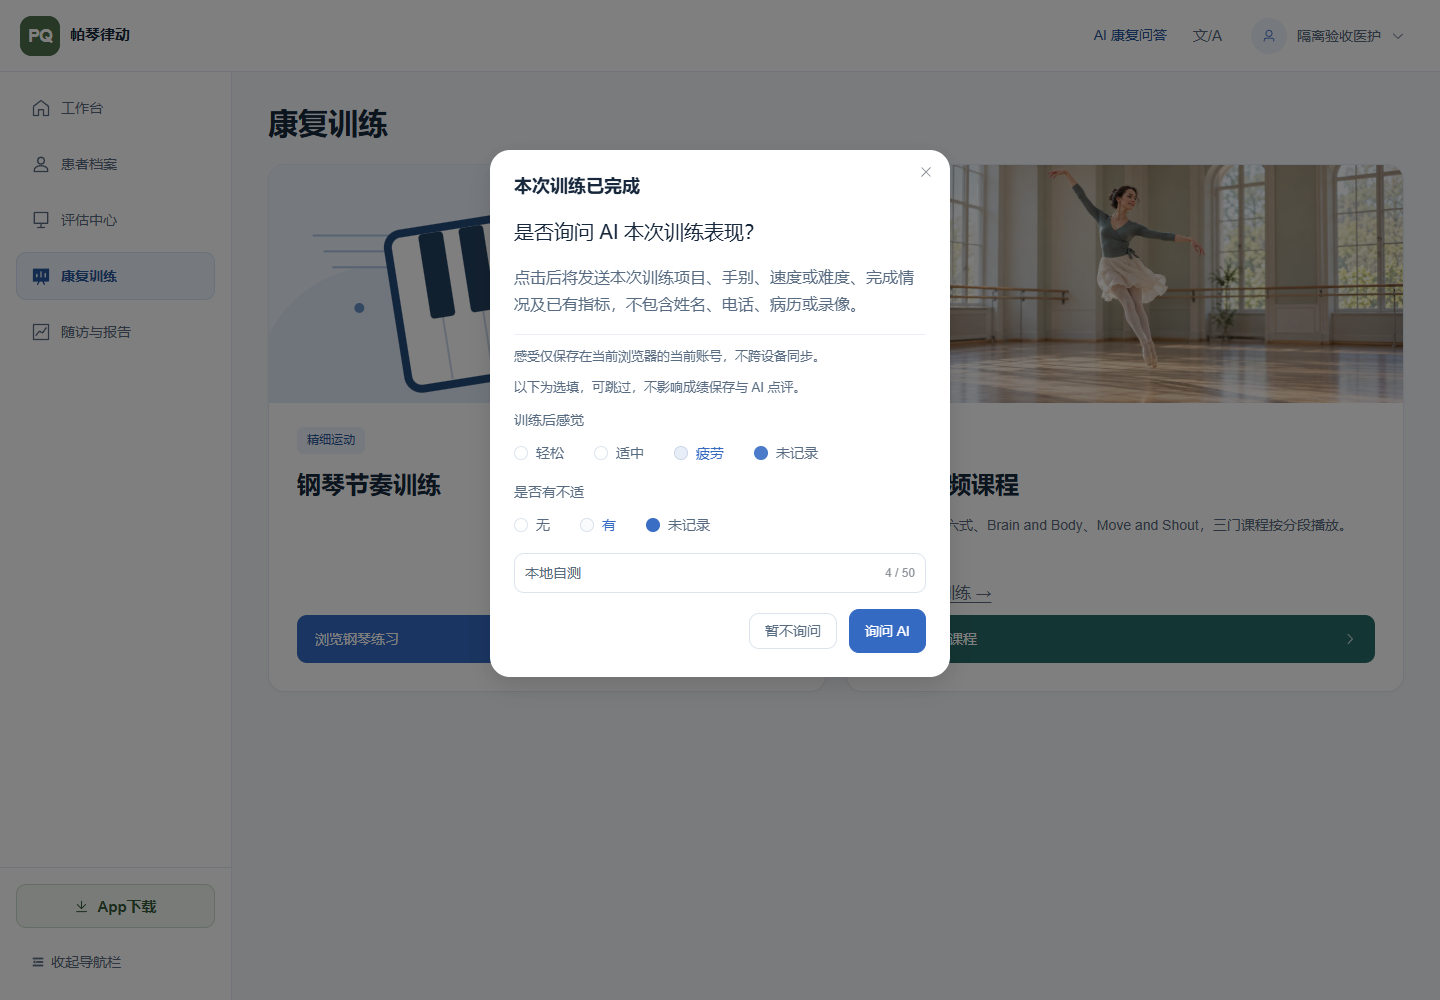 PQ 帕琴律动
AI 康复问答
文/A
隔离验收医护
工作台
患者档案
评估中心
康复训练
随访与报告
App下载
收起导航栏
康复训练
精细运动
钢琴节奏训练
浏览钢琴练习
频课程
六式、Brain and Body、Move and Shout，三门课程按分段播放。
训练 →
课程
本次训练已完成
是否询问 AI 本次训练表现？
点击后将发送本次训练项目、手别、速度或难度、完成情
况及已有指标，不包含姓名、电话、病历或录像。
感受仅保存在当前浏览器的当前账号，不跨设备同步。
以下为选填，可跳过，不影响成绩保存与 AI 点评。
训练后感觉
轻松 适中 疲劳 未记录
是否有不适
无 有 未记录
本地自测 4 / 50
暂不询问 询问 AI